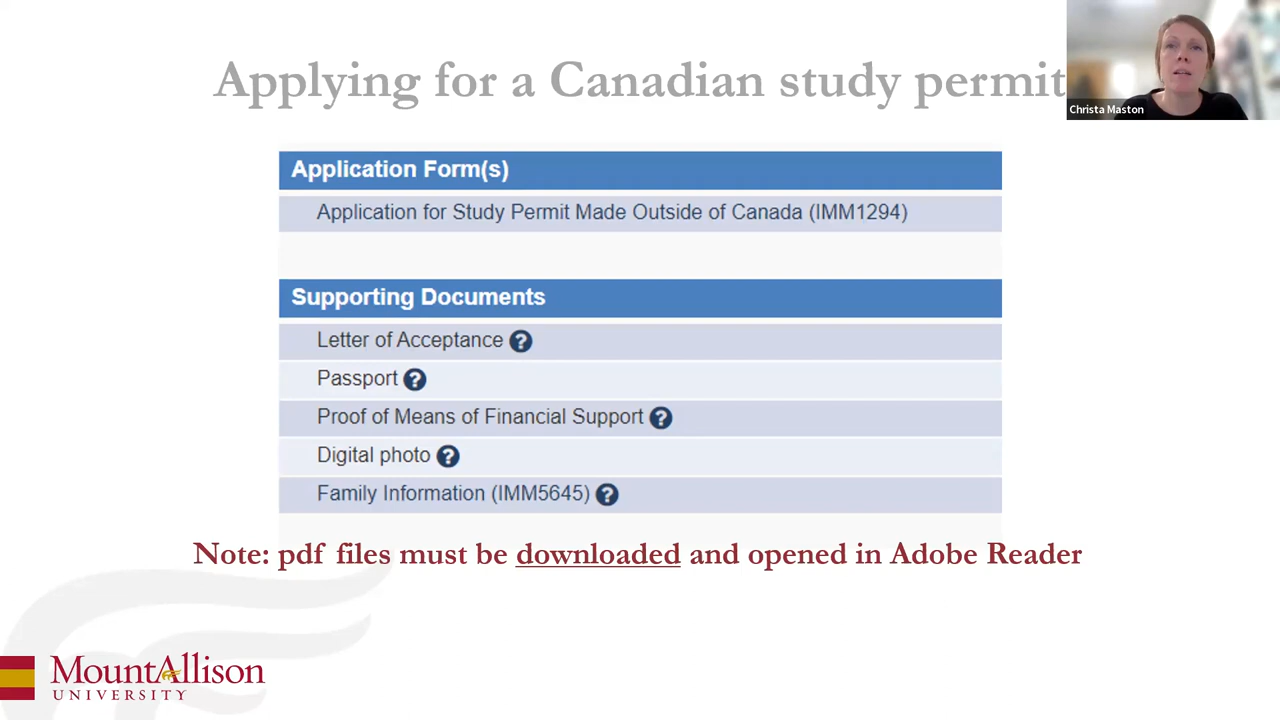 Applying for a Canadian study permit
Christa Maston
Application Form(s)
Application for Study Permit Made Outside of Canada (IMM1294)
Supporting Documents
Letter of Acceptance ?
Passport ?
Proof of Means of Financial Support ?
Digital photo ?
Family Information (IMM5645) ?
Note: pdf files must be downloaded and opened in Adobe Reader
MountAllison
UNIVERSITY